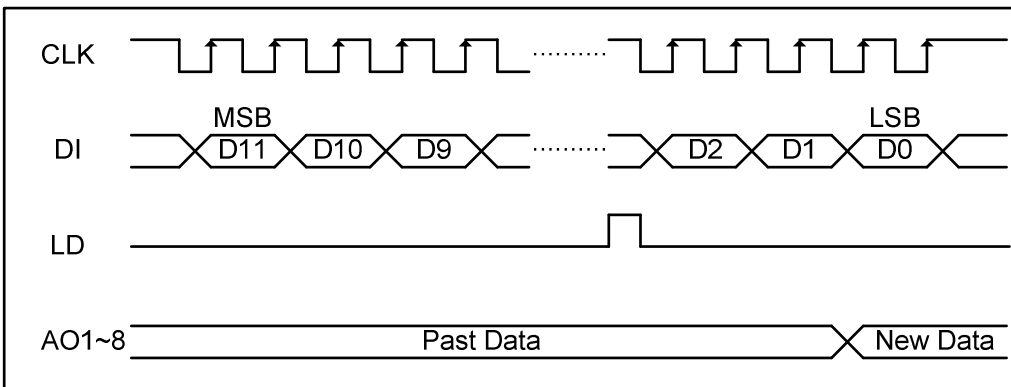 CLK
MSB LSB
DI D11 D10 D9 D2 D1 D0
LD
AO1~8 Past Data New Data